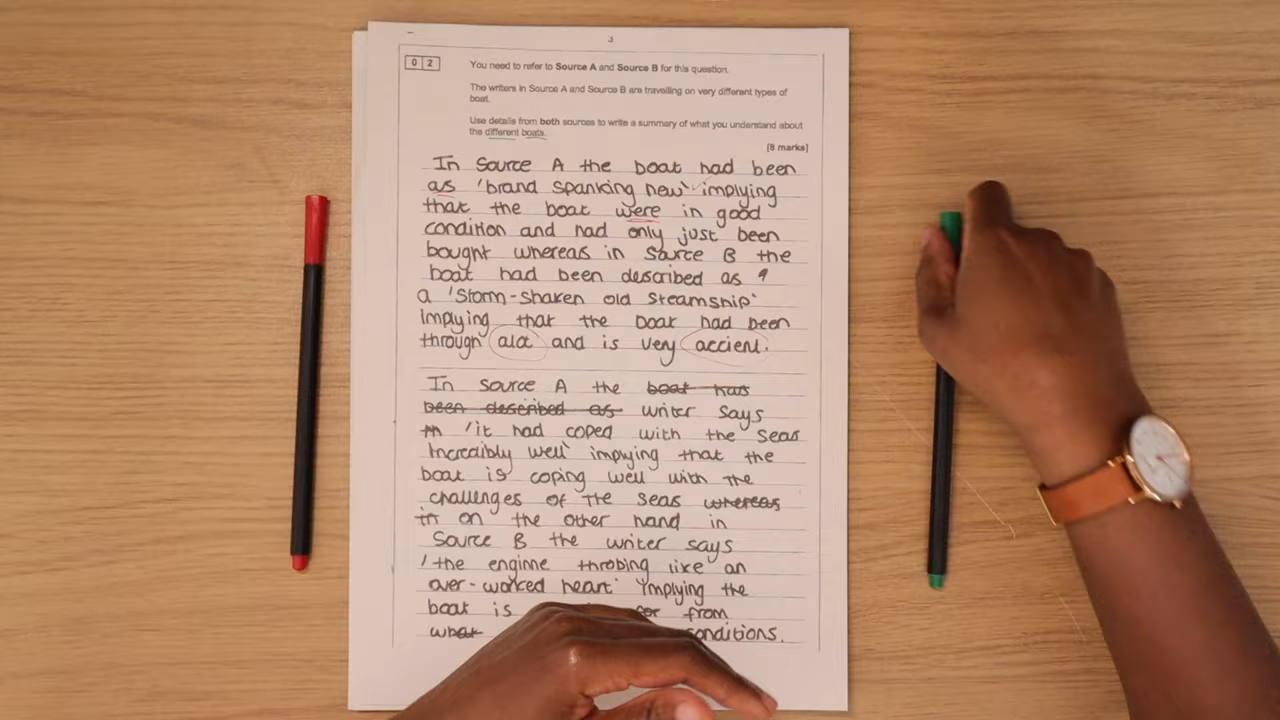 3
0 2
You need to refer to Source A and Source B for this question.
The writers in Source A and Source B are travelling on very different types of
boat.
Use details from both sources to write a summary of what you understand about
the different boats.
[8 marks]
In Source A the boat had been
as 'brand spanking new' implying
that the boat were in good
condition and had only just been
bought whereas in Source B the
boat had been described as
a 'storm-shaken old steamship'
implying that the boat had been
through alot and is very accient.
In Source A the boat has
been described as writer says
'it had coped with the seas
Increaibly well' implying that the
boat is coping well with the
challenges of the seas whereas
in on the other hand in
Source B the writer says
'the enginne throbing like an
over-worked heart' implying the
boat is for from
what conditions.